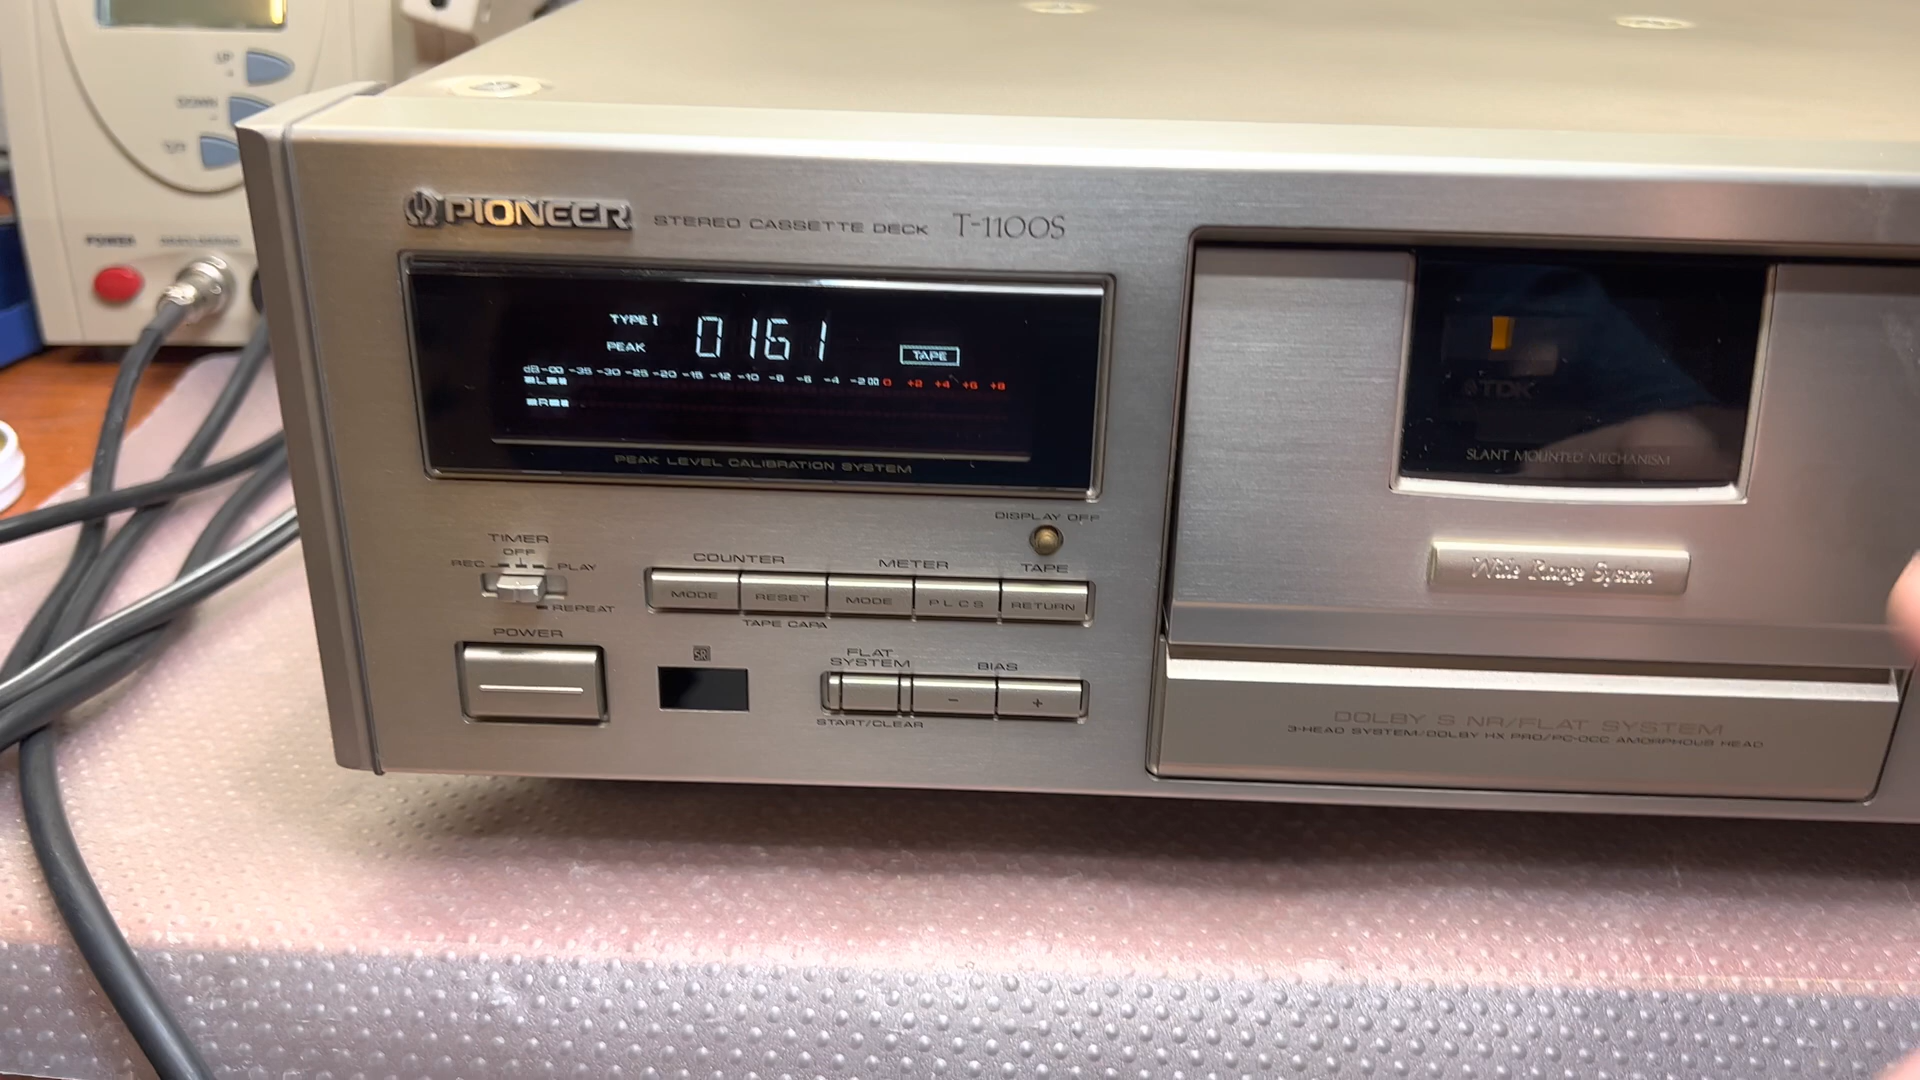 UP
DOWN
POWER
PIONEER STEREO CASSETTE DECK T-1100S
TYPE I
PEAK
0161
TAPE
dB -∞ -35 -30 -25 -20 -15 -12 -10 -8 -6 -4 -2 0 +2 +4 +6 +8
L
R
PEAK LEVEL CALIBRATION SYSTEM
TDK
SLANT MOUNTED MECHANISM
Wide Range System
DISPLAY OFF
TIMER
OFF
REC PLAY
REPEAT
COUNTER METER TAPE
MODE RESET MODE PLCS RETURN
TAPE CAPA
POWER
SR
FLAT
SYSTEM
BIAS
- +
START/CLEAR
DOLBY S NR/FLAT SYSTEM
3-HEAD SYSTEM/DOLBY HX PRO/PC-OCC AMORPHOUS HEAD